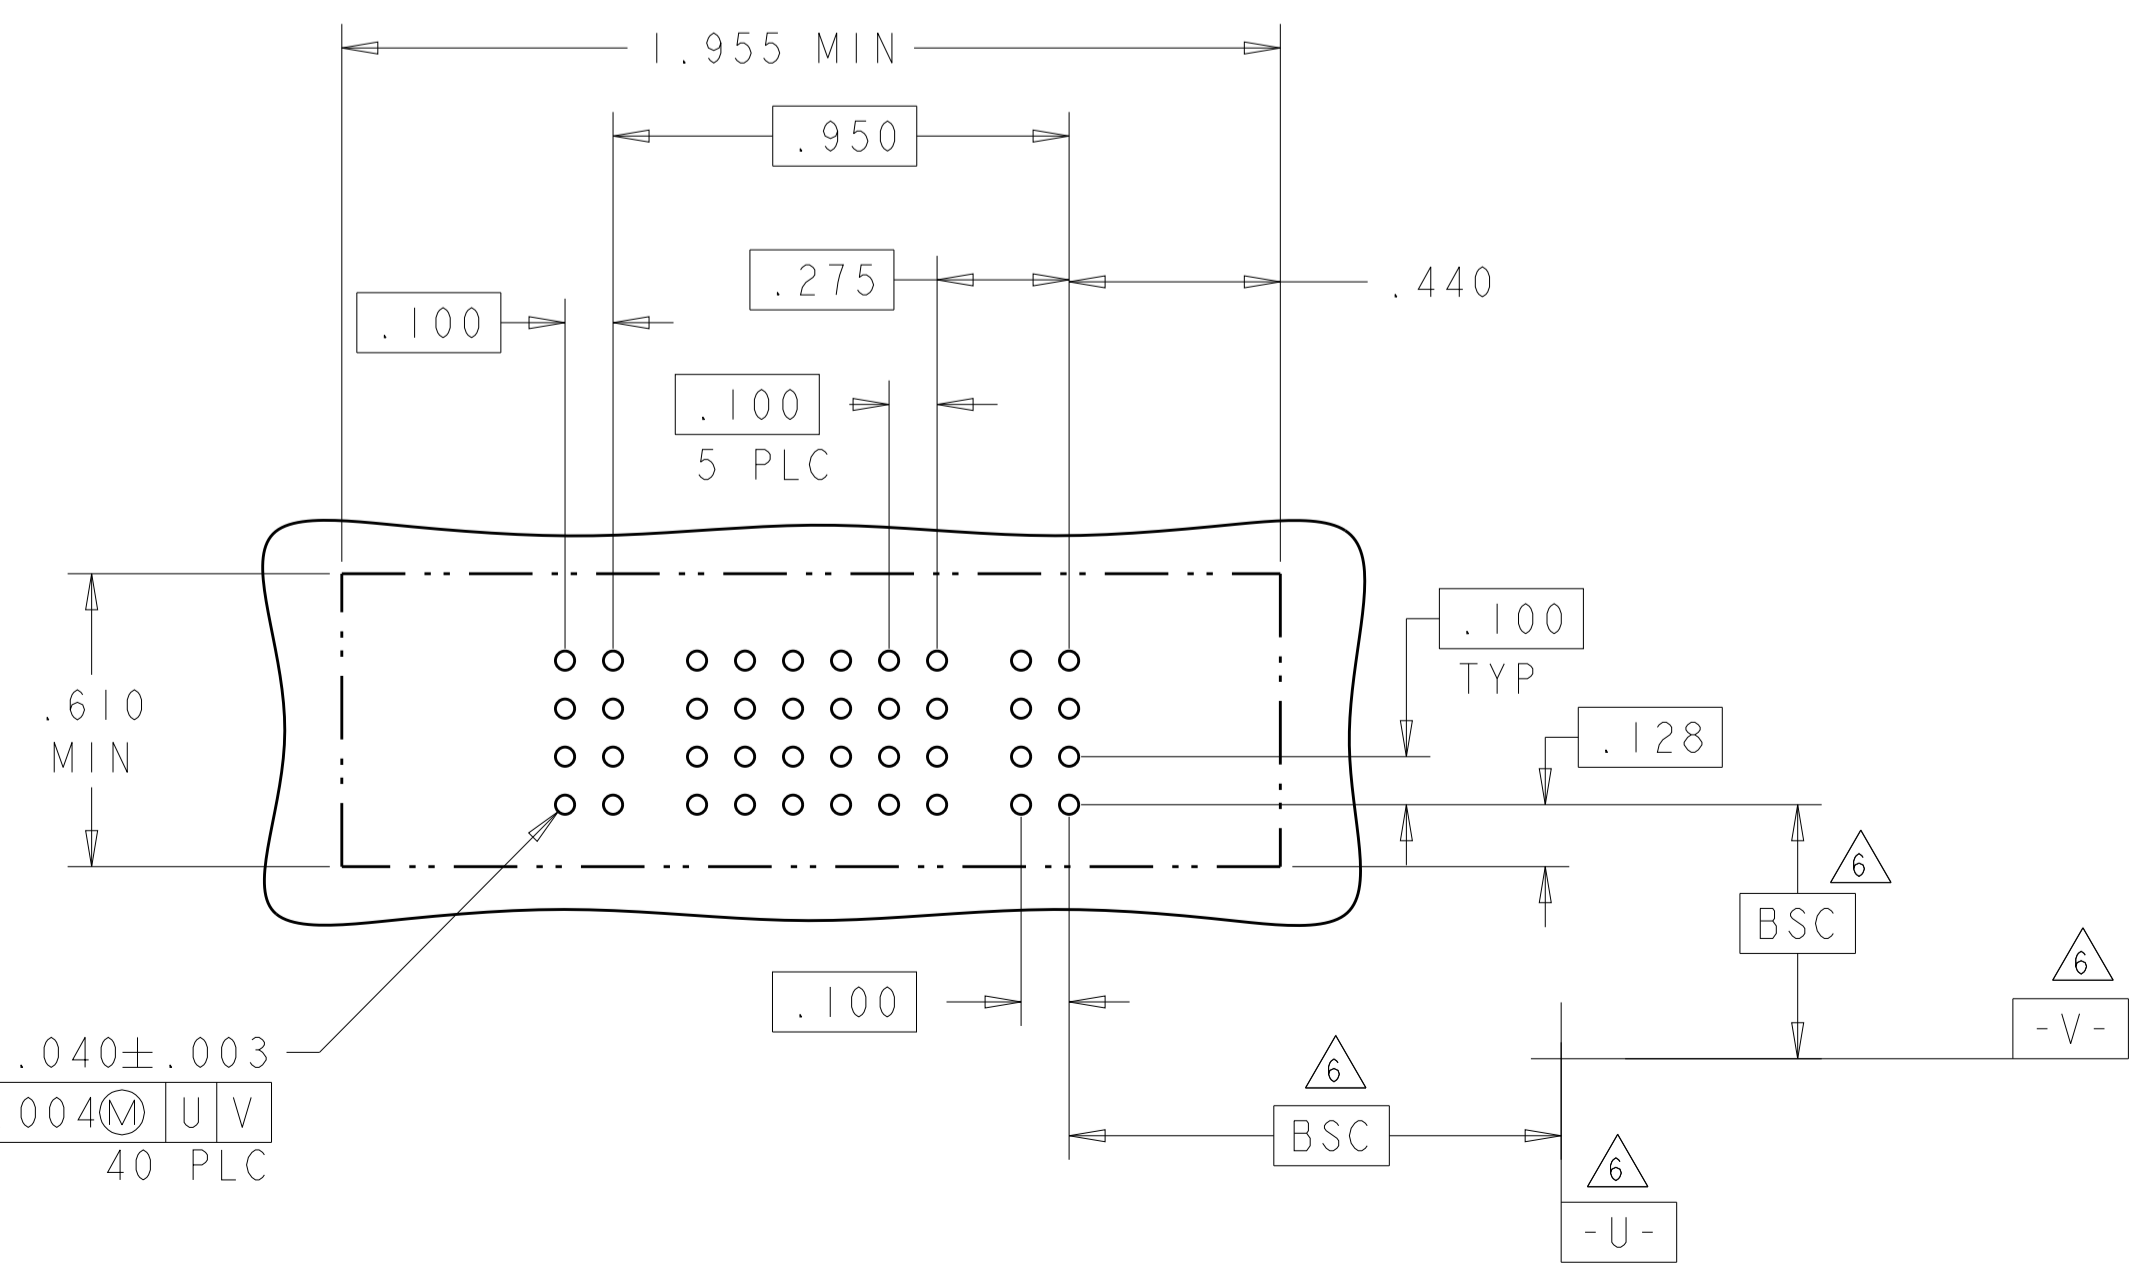 1.955 MIN
.950
.275
.440
.100
.100
5 PLC
.100
TYP
.610
MIN
.128
6
BSC
6
-V-
.100
.040±.003
6
004Ⓜ U V
BSC
40 PLC
6
-U-